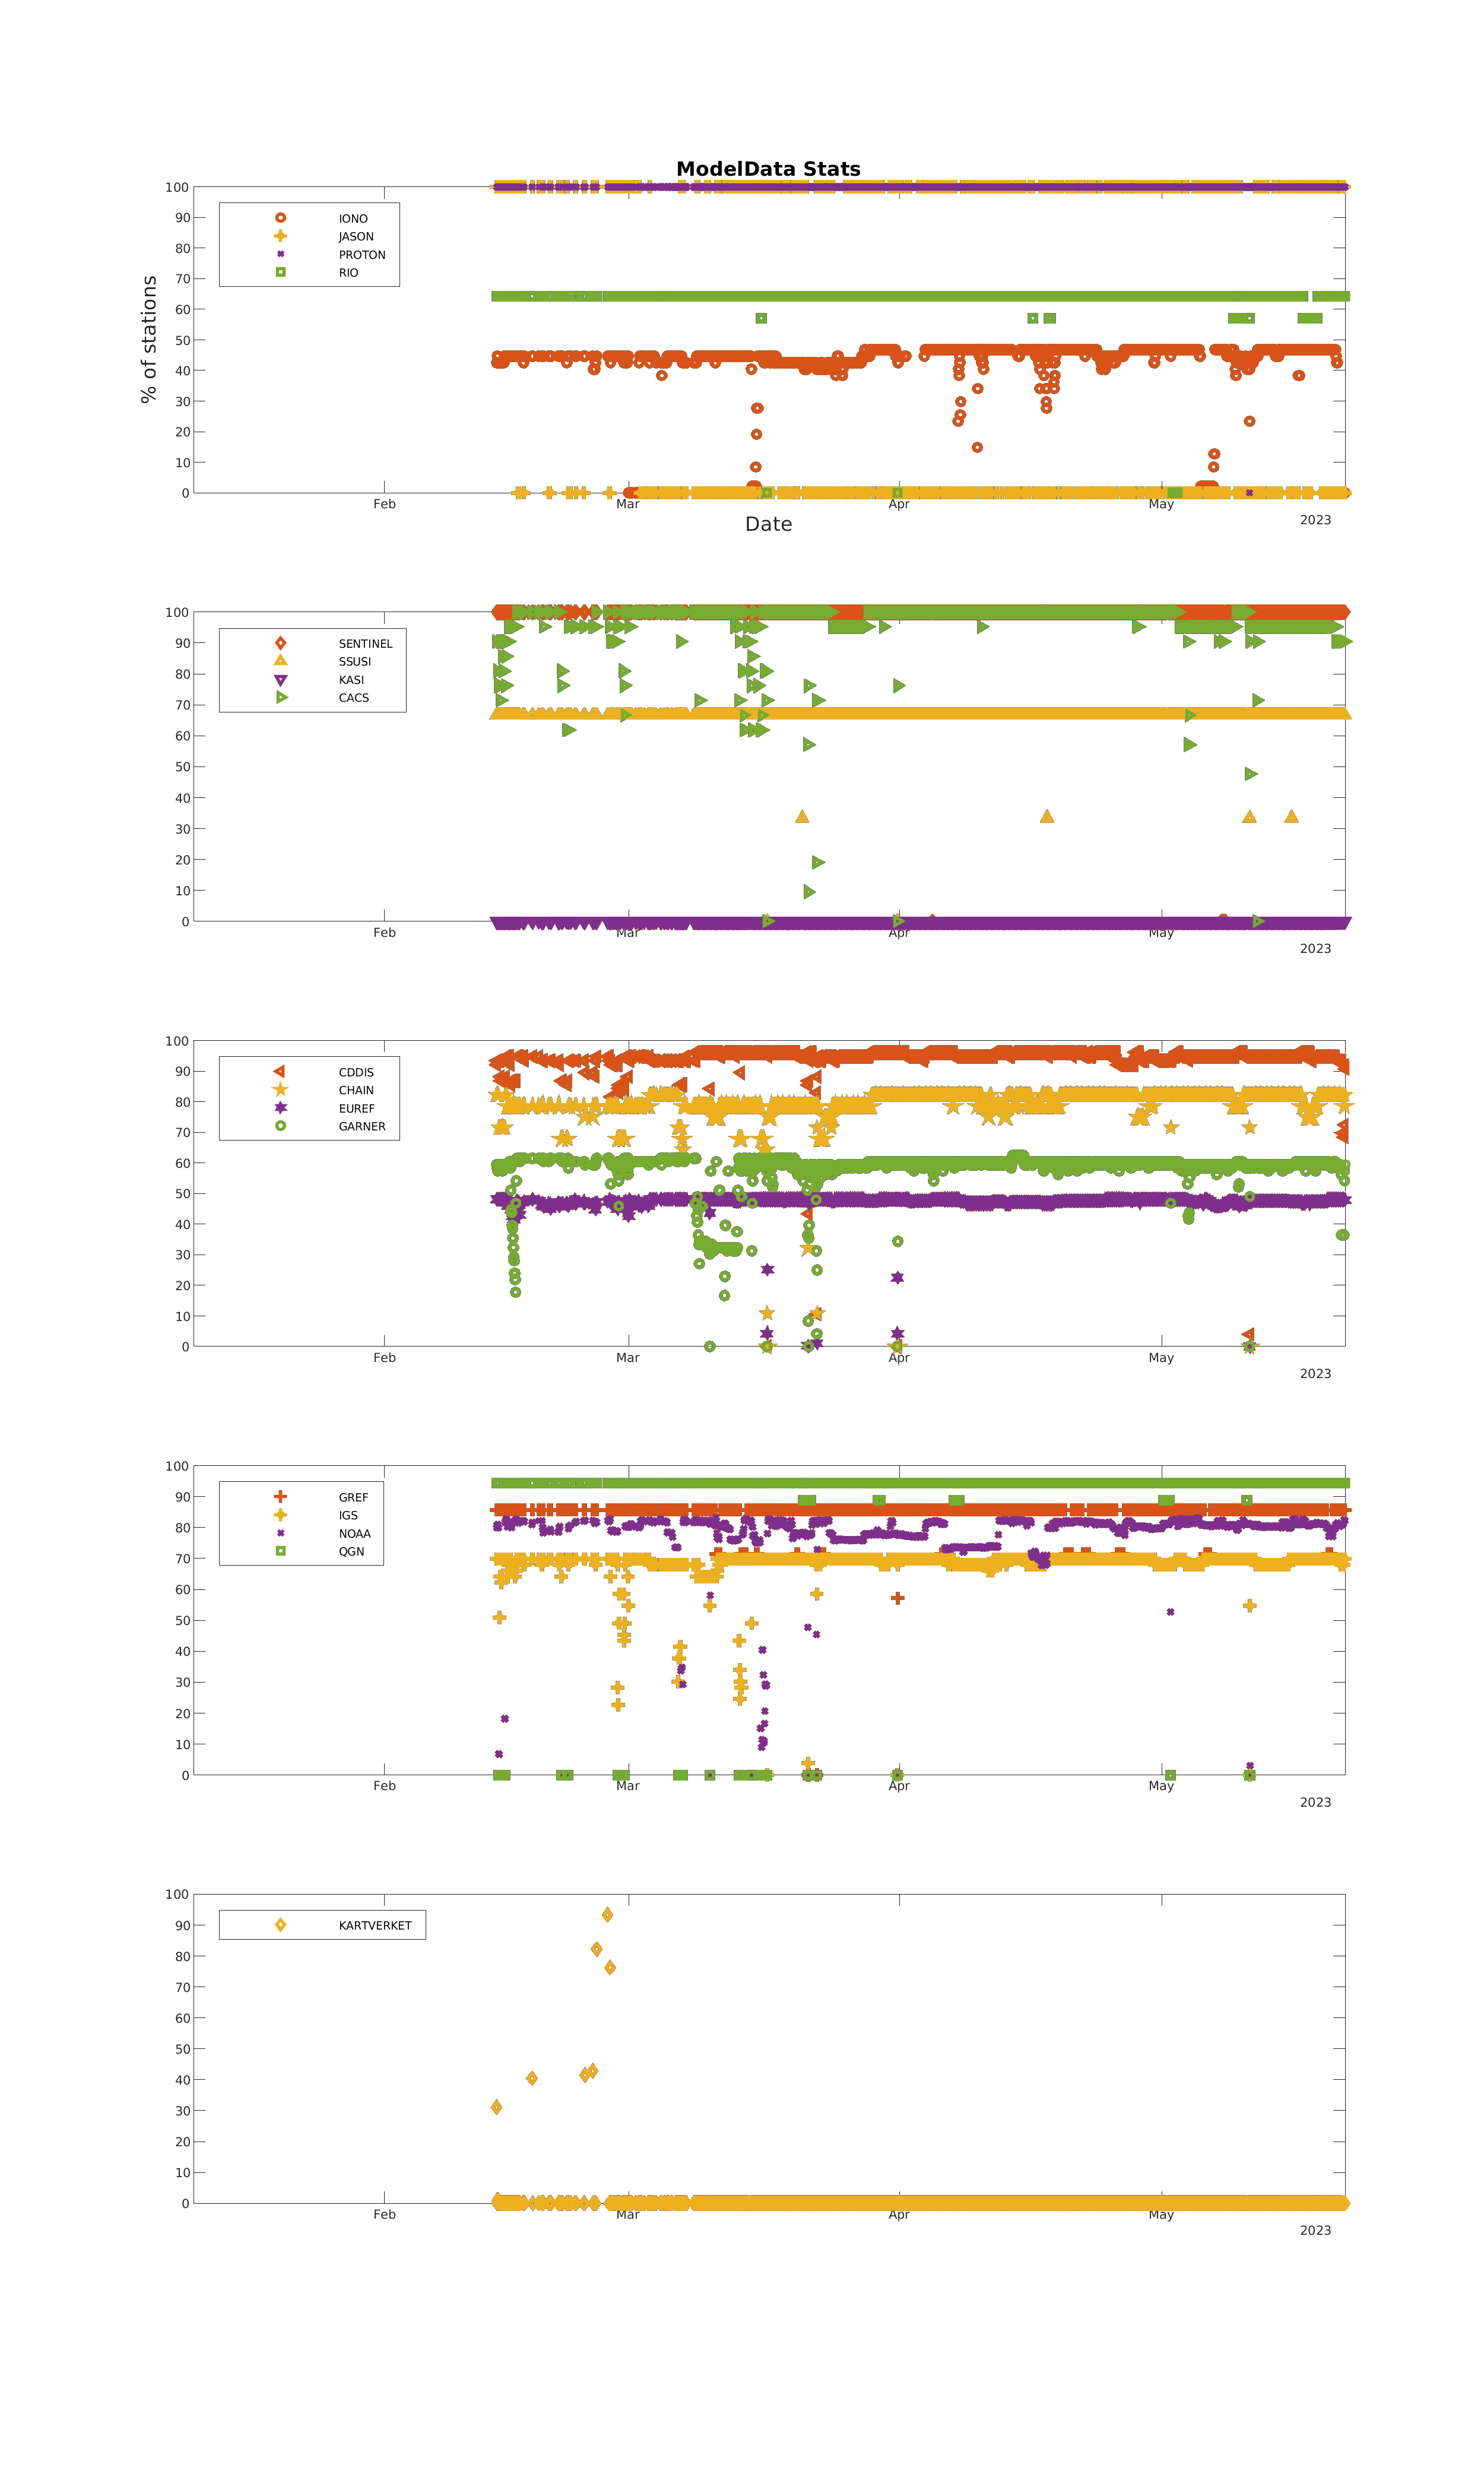 ModelData Stats
100
90
80
70
60
50
40
30
20
10
0
% of stations
IONO
JASON
PROTON
RIO
Feb
Mar
Apr
May
2023
Date
100
90
80
70
60
50
40
30
20
10
0
SENTINEL
SSUSI
KASI
CACS
Feb
Mar
Apr
May
2023
100
90
80
70
60
50
40
30
20
10
0
CDDIS
CHAIN
EUREF
GARNER
Feb
Mar
Apr
May
2023
100
90
80
70
60
50
40
30
20
10
0
GREF
IGS
NOAA
QGN
Feb
Mar
Apr
May
2023
100
90
80
70
60
50
40
30
20
10
0
KARTVERKET
Feb
Mar
Apr
May
2023